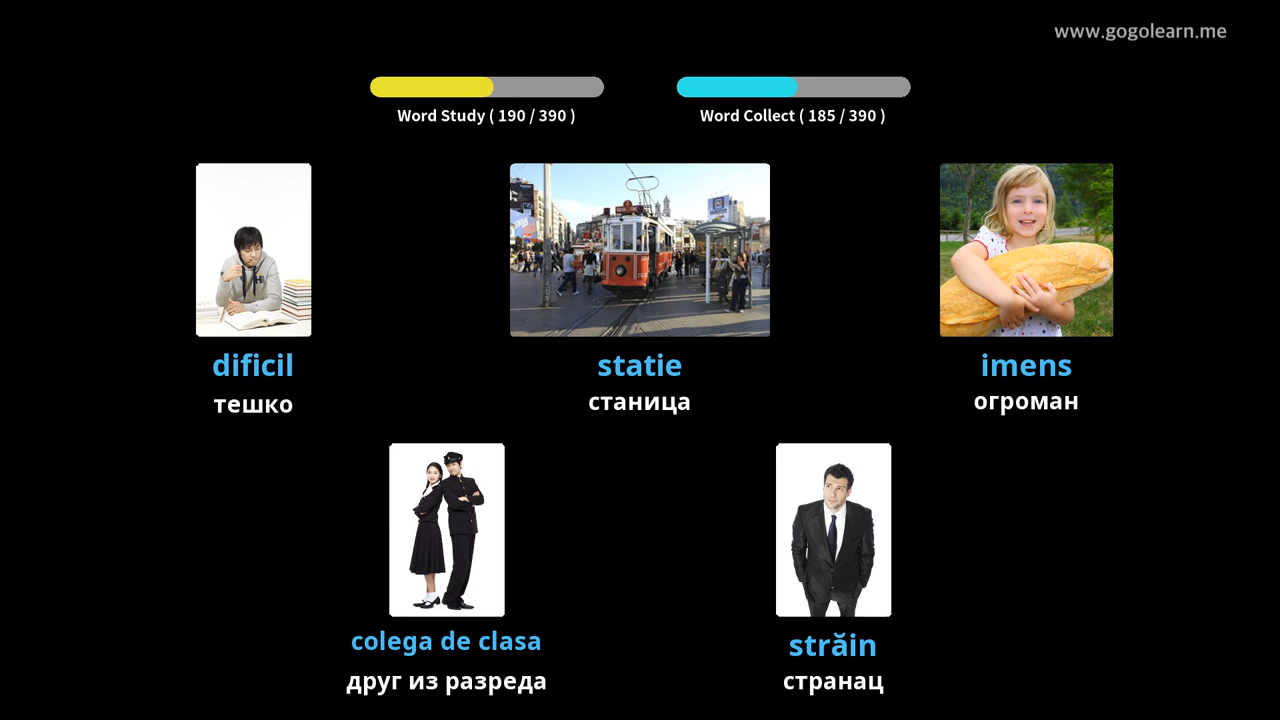 www.gogolearn.me
Word Study ( 190 / 390 )
Word Collect ( 185 / 390 )
dificil
тешко
statie
станица
imens
огроман
colega de clasa
друг из разреда
străin
странац